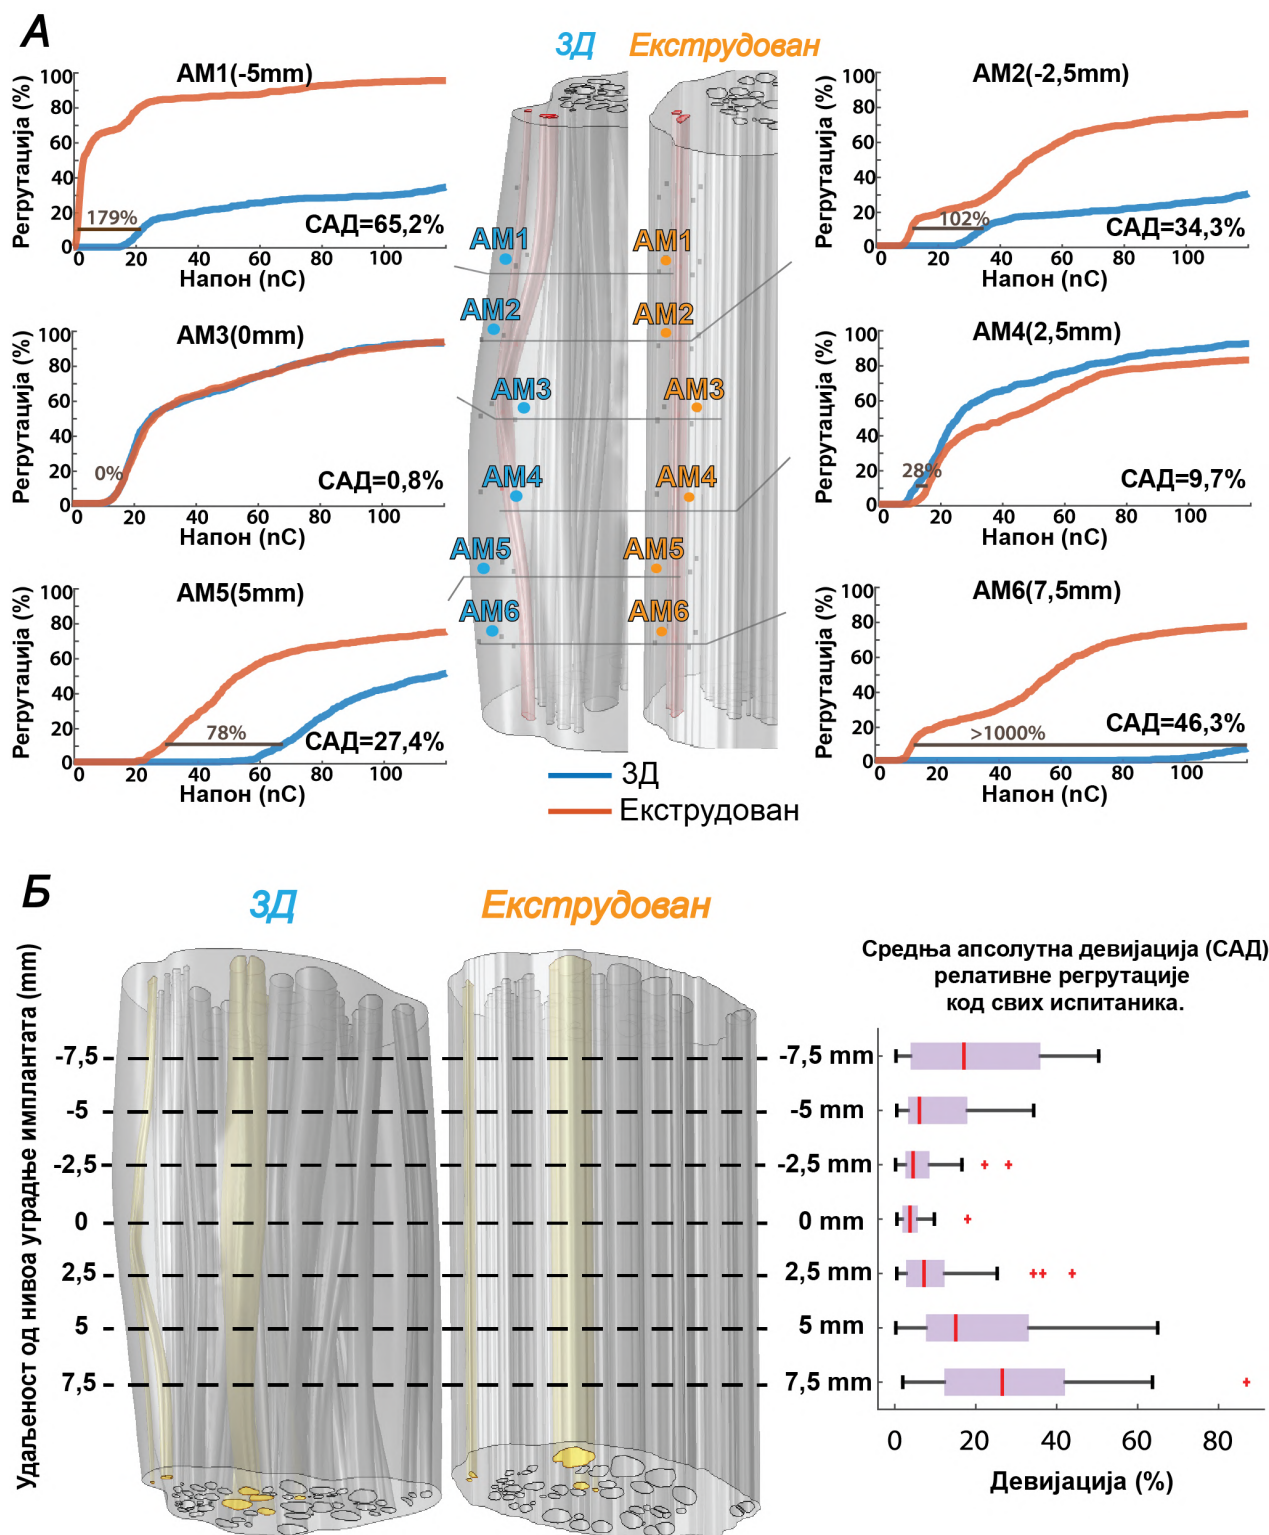 А
3Д Екструдован
AM1(-5mm)
Регрутација (%)
100
80
60
40
20
0
179%
САД=65,2%
20 40 60 80 100
Напон (nC)
AM2(-2,5mm)
Регрутација (%)
100
80
60
40
20
0
102%
САД=34,3%
0 20 40 60 80 100
Напон (nC)
AM3(0mm)
Регрутација (%)
100
80
60
40
20
0
0%
САД=0,8%
0 20 40 60 80 100
Напон (nC)
AM4(2,5mm)
Регрутација (%)
100
80
60
40
20
0
28%
САД=9,7%
0 20 40 60 80 100
Напон (nC)
AM5(5mm)
Регрутација (%)
100
80
60
40
20
0
78%
САД=27,4%
0 20 40 60 80 100
Напон (nC)
AM6(7,5mm)
Регрутација (%)
100
80
60
40
20
0
>1000%
САД=46,3%
0 20 40 60 80 100
Напон (nC)
AM1 AM1
AM2 AM2
AM3 AM3
AM4 AM4
AM5 AM5
AM6 AM6
3Д
Екструдован
Б
3Д Екструдован
Удаљеност од нивоа уградње имплантата (mm)
-7,5
-5
-2,5
0
2,5
5
7,5
Средња апсолутна девијација (САД)
релативне регрутације
код свих испитаника.
-7,5 mm
-5 mm
-2,5 mm
0 mm
2,5 mm
5 mm
7,5 mm
0 20 40 60 80
Девијација (%)